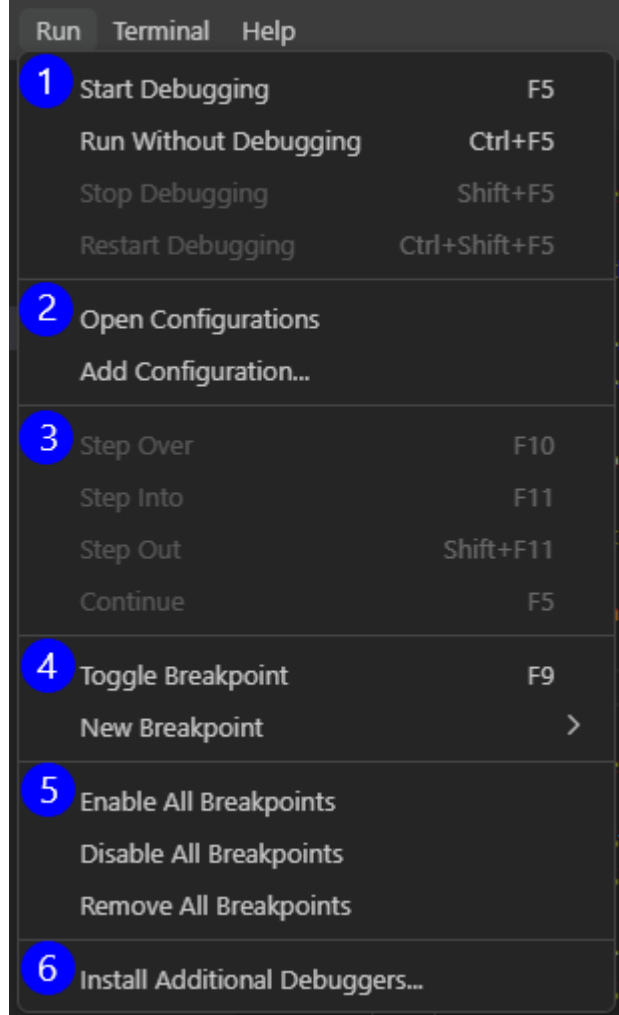 Run Terminal Help
1 Start Debugging F5
Run Without Debugging Ctrl+F5
Stop Debugging Shift+F5
Restart Debugging Ctrl+Shift+F5
2 Open Configurations
Add Configuration...
3 Step Over F10
Step Into F11
Step Out Shift+F11
Continue F5
4 Toggle Breakpoint F9
New Breakpoint >
5 Enable All Breakpoints
Disable All Breakpoints
Remove All Breakpoints
6 Install Additional Debuggers...